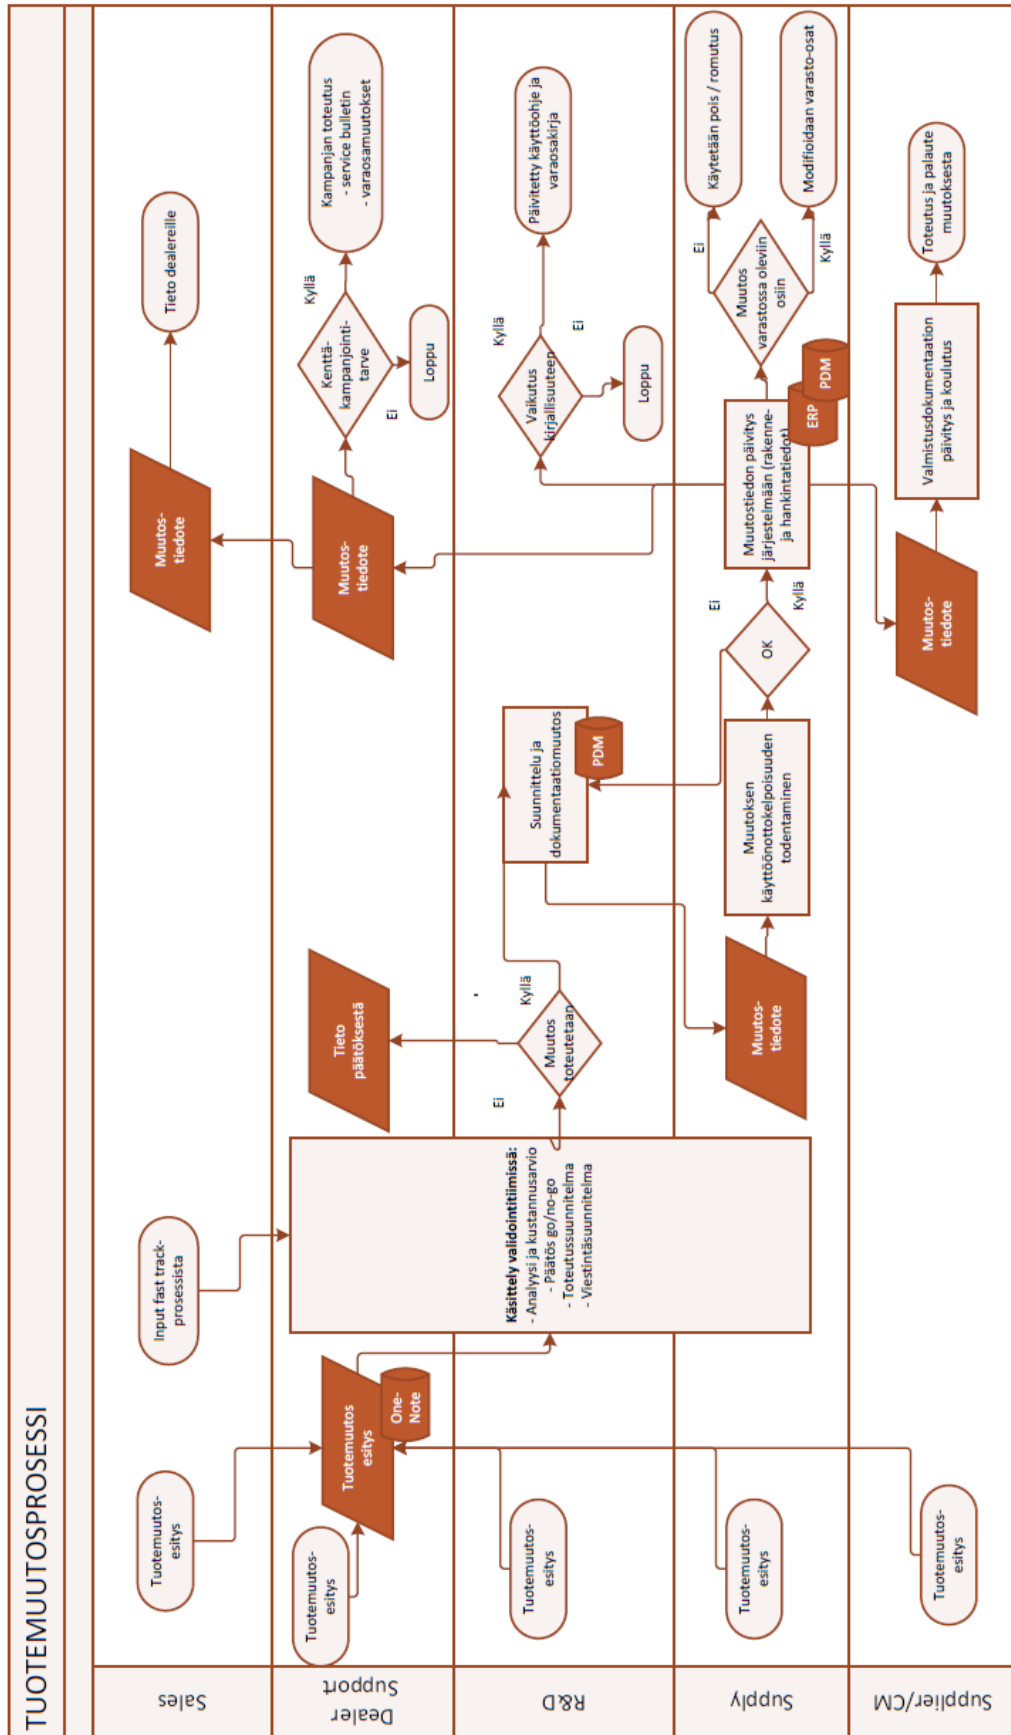 TUOTEMUUTOSPROSESSI
Sales
Tuotemuutos-
esitys
Input fast track-
prosessista
Muutos-
tiedote
Tieto dealereille
Dealer
Support
Tuotemuutos-
esitys
Tuotemuutos
esitys
One-
Note
Tieto
päätöksestä
Muutos-
tiedote
Kenttä-
kampanjointi-
tarve
Kyllä
Ei
Loppu
Kampanjan toteutus
- service bulletin
- varaosamuutokset
R&D
Tuotemuutos-
esitys
Käsittely validointitiimissä:
- Analyysi ja kustannusarvio
- Päätös go/no-go
- Toteutussuunnitelma
- Viestintäsuunnitelma
Ei
Muutos
toteutetaan
Kyllä
Suunnittelu ja
dokumentaatiomuutos
PDM
Vaikutus
kirjallisuuteen
Kyllä
Ei
Loppu
Päivitetty käyttöohje ja
varaosakirja
Supply
Tuotemuutos-
esitys
Muutos-
tiedote
Muutoksen
käyttöönottokelpoisuuden
todentaminen
OK
Ei
Kyllä
Muutostiedon päivitys
järjestelmään (rakenne-
ja hankintatiedot)
ERP
PDM
Muutos
varastossa oleviin
osiin
Ei
Kyllä
Käytetään pois / romutus
Modifioidaan varasto-osat
Supplier/CM
Tuotemuutos-
esitys
Muutos-
tiedote
Valmistusdokumentaation
päivitys ja koulutus
Toteutus ja palaute
muutoksesta